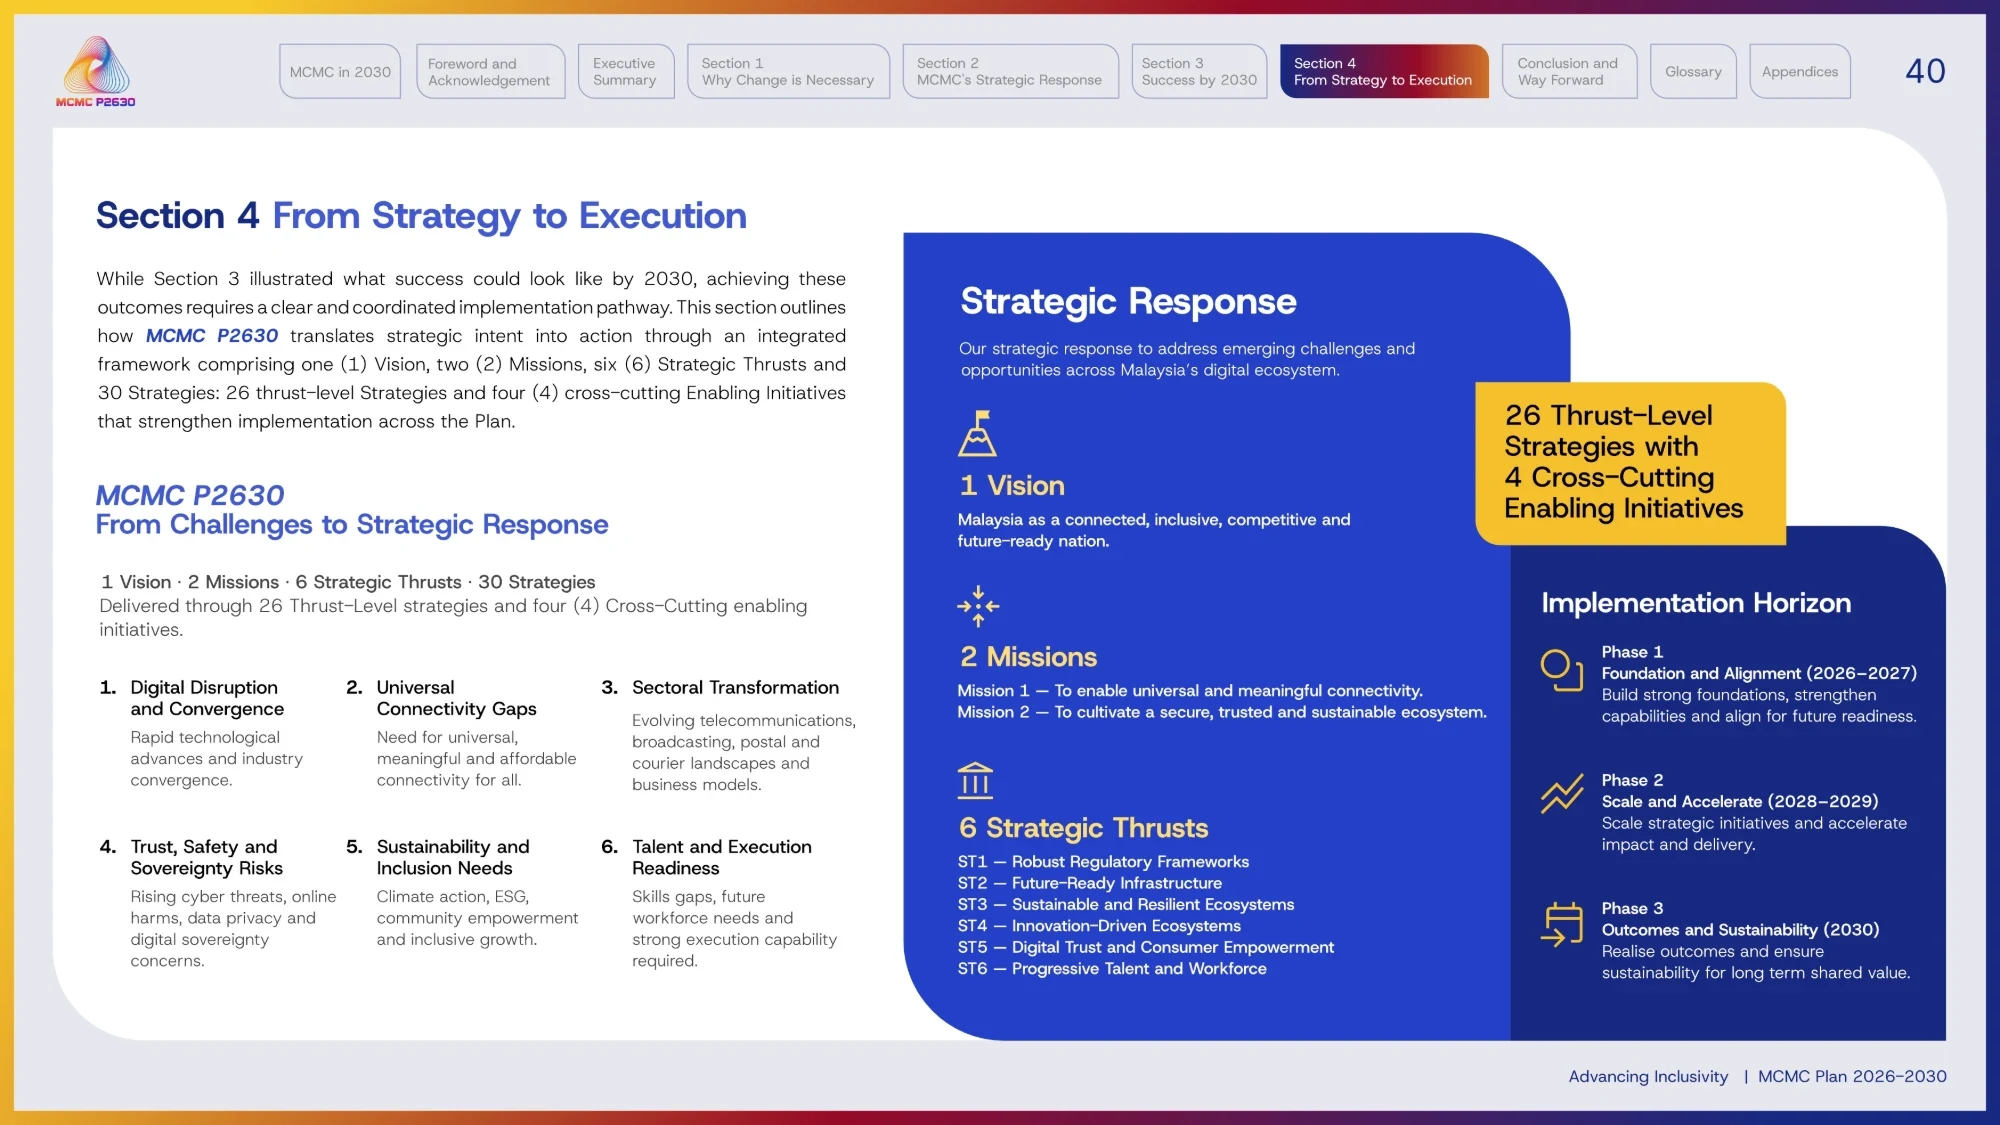 MCMC P2630
MCMC in 2030
Foreword and
Acknowledgement
Executive
Summary
Section 1
Why Change is Necessary
Section 2
MCMC's Strategic Response
Section 3
Success by 2030
Section 4
From Strategy to Execution
Conclusion and
Way Forward
Glossary
Appendices
40
Section 4 From Strategy to Execution
While Section 3 illustrated what success could look like by 2030, achieving these
outcomes requires a clear and coordinated implementation pathway. This section outlines
how MCMC P2630 translates strategic intent into action through an integrated
framework comprising one (1) Vision, two (2) Missions, six (6) Strategic Thrusts and
30 Strategies: 26 thrust-level Strategies and four (4) cross-cutting Enabling Initiatives
that strengthen implementation across the Plan.
MCMC P2630
From Challenges to Strategic Response
1 Vision · 2 Missions · 6 Strategic Thrusts · 30 Strategies
Delivered through 26 Thrust-Level strategies and four (4) Cross-Cutting enabling
initiatives.
1. Digital Disruption
and Convergence
Rapid technological
advances and industry
convergence.
2. Universal
Connectivity Gaps
Need for universal,
meaningful and affordable
connectivity for all.
3. Sectoral Transformation
Evolving telecommunications,
broadcasting, postal and
courier landscapes and
business models.
4. Trust, Safety and
Sovereignty Risks
Rising cyber threats, online
harms, data privacy and
digital sovereignty
concerns.
5. Sustainability and
Inclusion Needs
Climate action, ESG,
community empowerment
and inclusive growth.
6. Talent and Execution
Readiness
Skills gaps, future
workforce needs and
strong execution capability
required.
Strategic Response
Our strategic response to address emerging challenges and
opportunities across Malaysia's digital ecosystem.
1 Vision
Malaysia as a connected, inclusive, competitive and
future-ready nation.
2 Missions
Mission 1 — To enable universal and meaningful connectivity.
Mission 2 — To cultivate a secure, trusted and sustainable ecosystem.
6 Strategic Thrusts
ST1 — Robust Regulatory Frameworks
ST2 — Future-Ready Infrastructure
ST3 — Sustainable and Resilient Ecosystems
ST4 — Innovation-Driven Ecosystems
ST5 — Digital Trust and Consumer Empowerment
ST6 — Progressive Talent and Workforce
26 Thrust-Level
Strategies with
4 Cross-Cutting
Enabling Initiatives
Implementation Horizon
Phase 1
Foundation and Alignment (2026–2027)
Build strong foundations, strengthen
capabilities and align for future readiness.
Phase 2
Scale and Accelerate (2028–2029)
Scale strategic initiatives and accelerate
impact and delivery.
Phase 3
Outcomes and Sustainability (2030)
Realise outcomes and ensure
sustainability for long term shared value.
Advancing Inclusivity | MCMC Plan 2026-2030